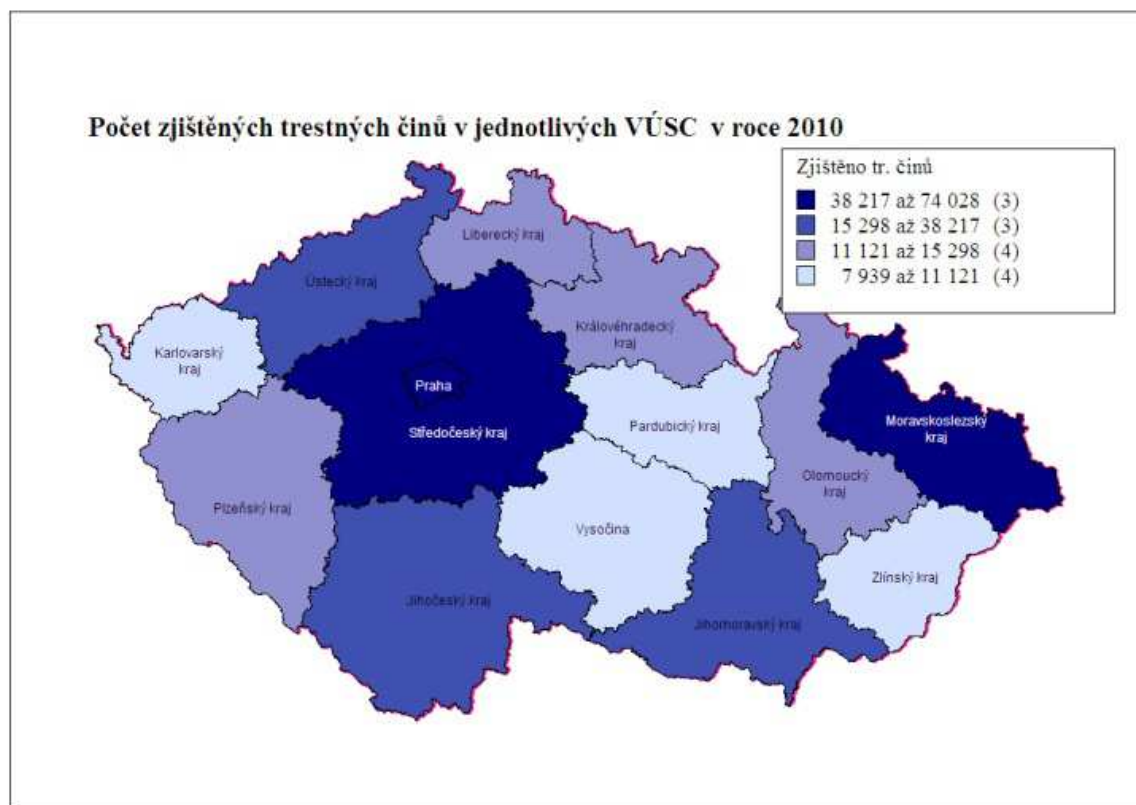 Počet zjištěných trestných činů v jednotlivých VÚSC v roce 2010
Zjištěno tr. činů
38 217 až 74 028 (3)
15 298 až 38 217 (3)
11 121 až 15 298 (4)
7 939 až 11 121 (4)
Liberecký kraj
Ústecký kraj
Královéhradecký
kraj
Karlovarský
kraj
Praha
Středočeský kraj
Pardubický kraj
Moravskoslezský
kraj
Olomoucký
kraj
Plzeňský kraj
Vysočina
Zlínský kraj
Jihočeský kraj
Jihomoravský kraj